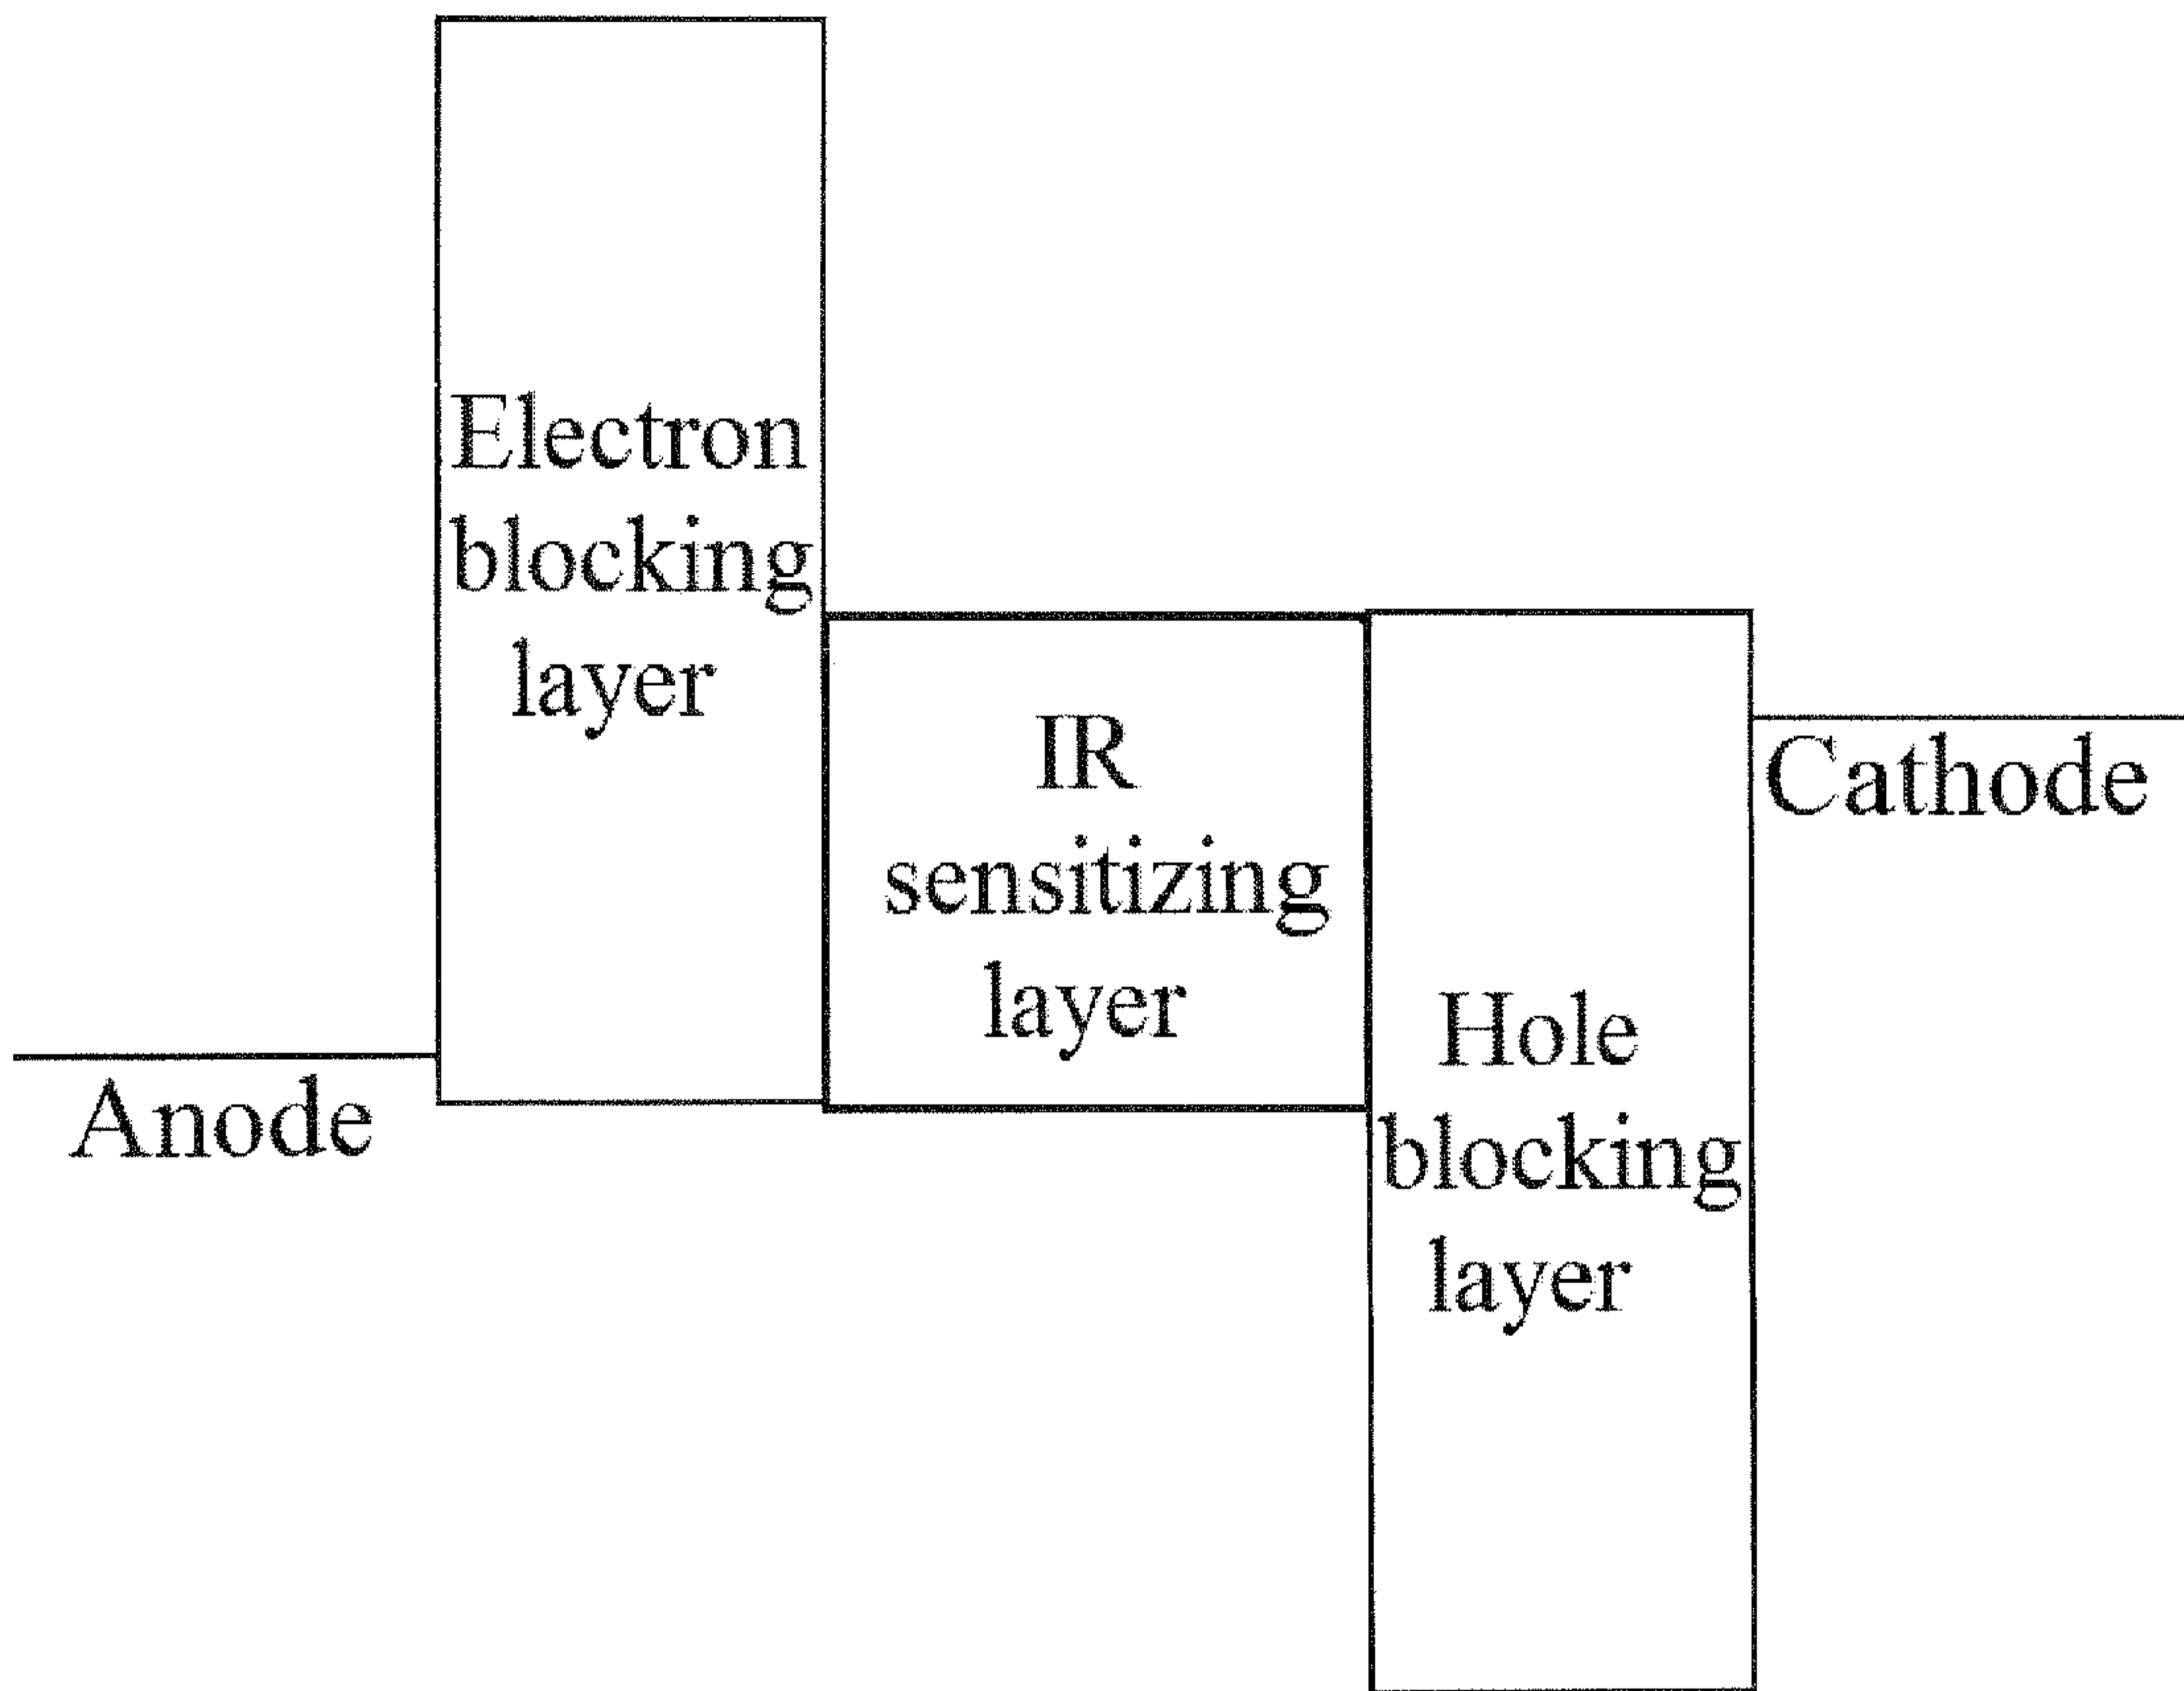 Electron
blocking
layer
IR
sensitizing
layer
Cathode
Anode
Hole
blocking
layer